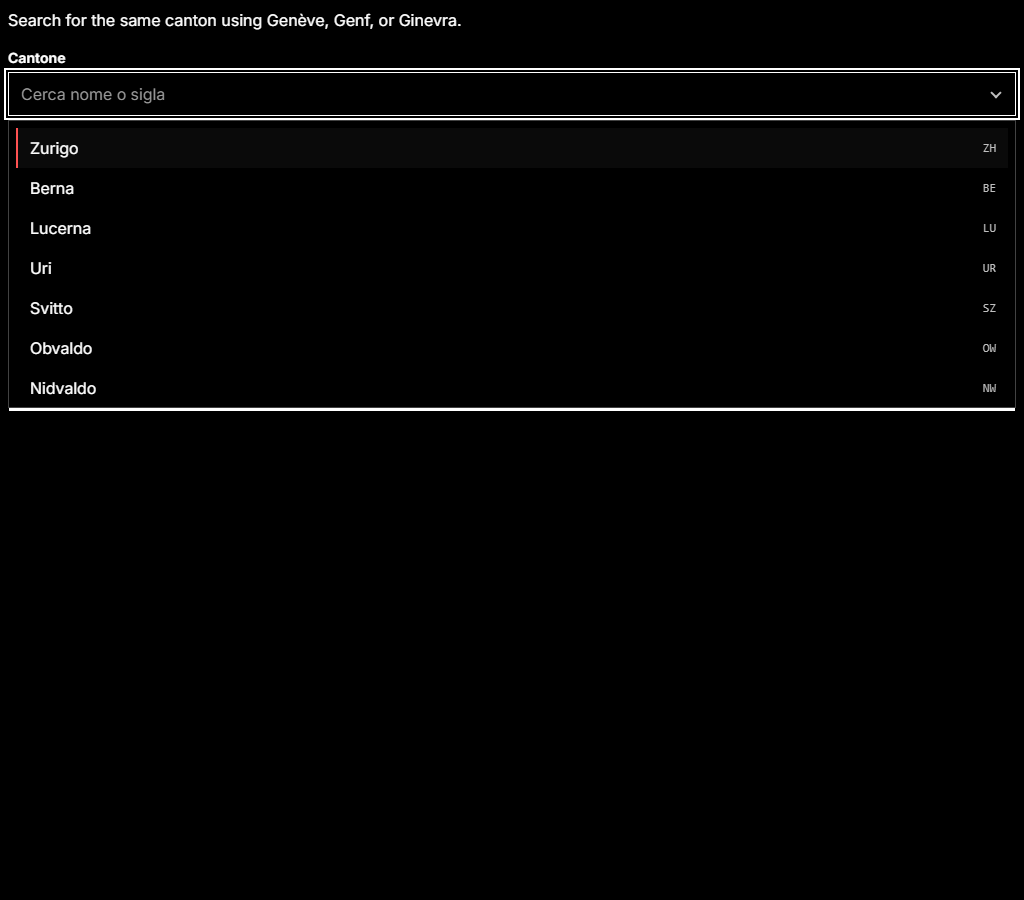 Search for the same canton using Genève, Genf, or Ginevra.
Cantone
Cerca nome o sigla
Zurigo ZH
Berna BE
Lucerna LU
Uri UR
Svitto SZ
Obvaldo OW
Nidvaldo NW